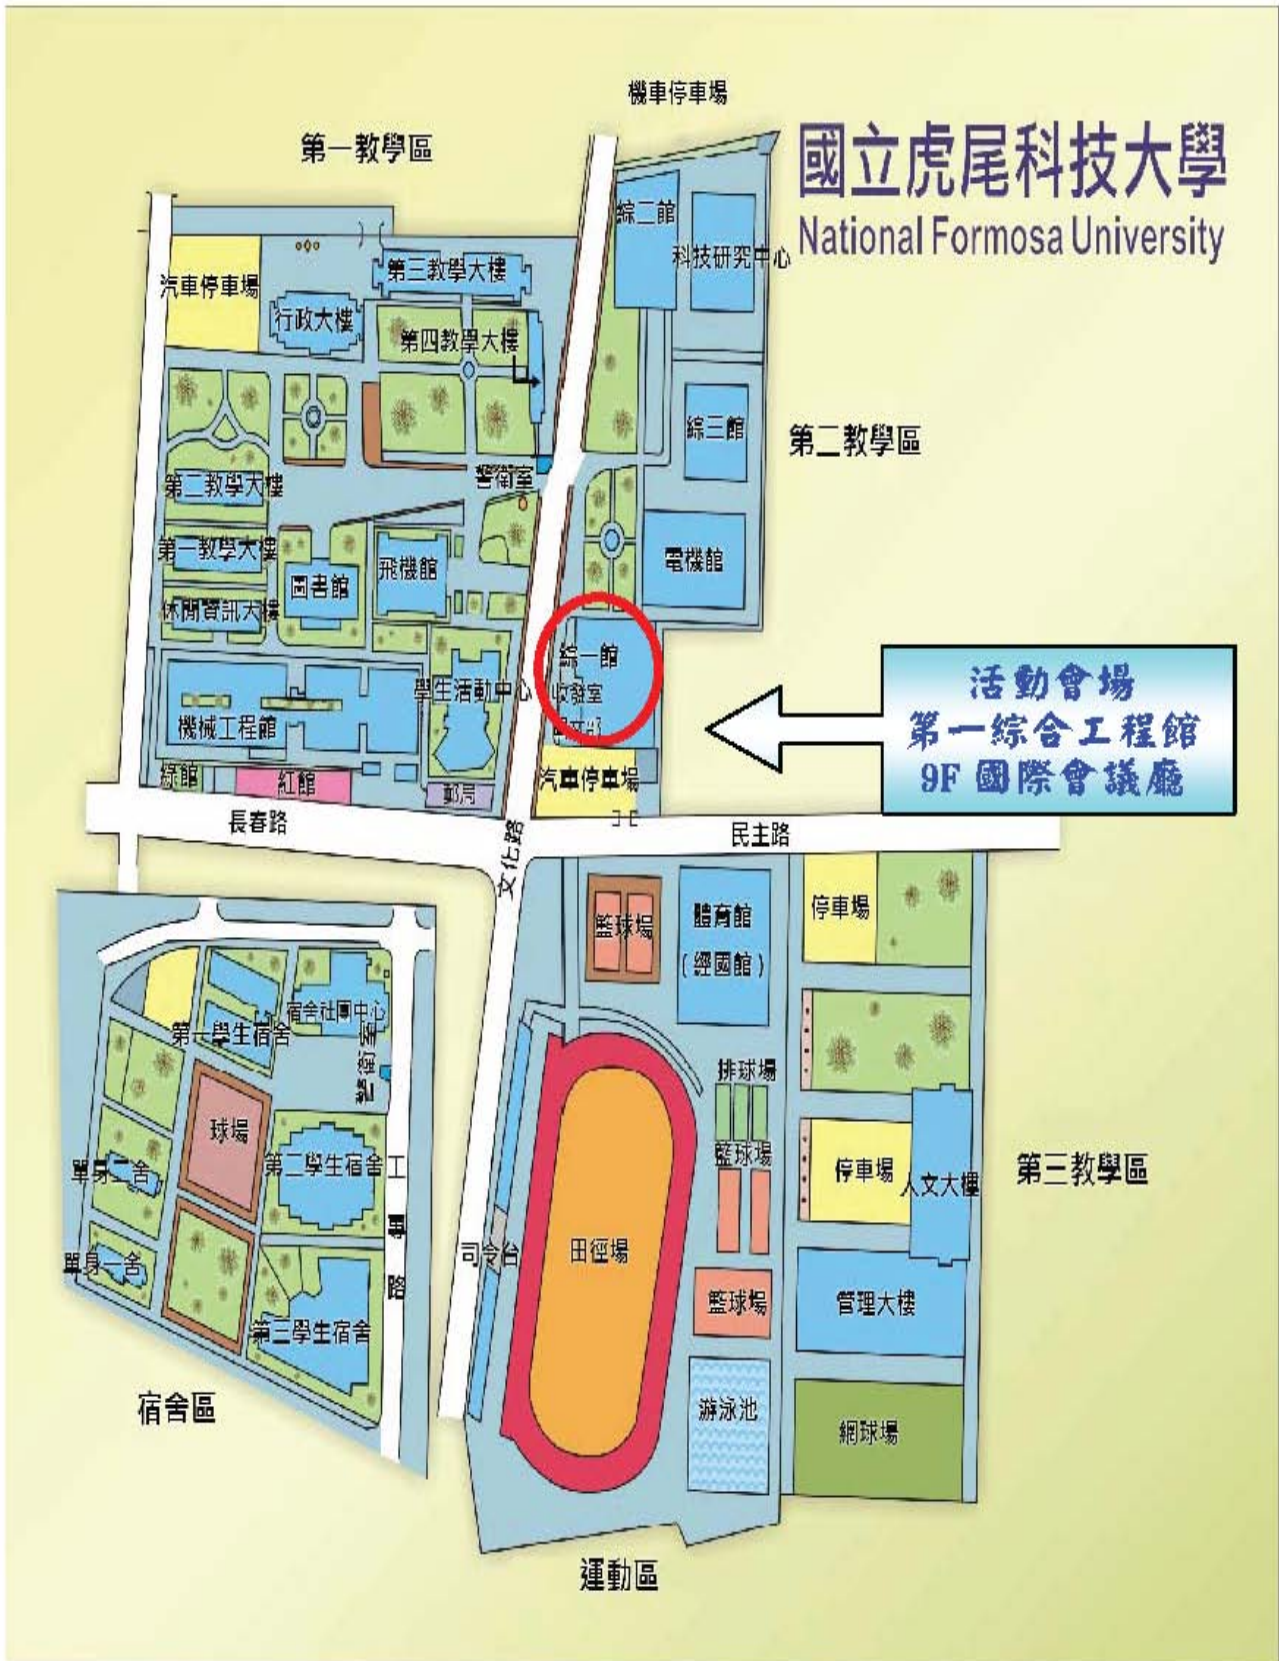 機車停車場
第一教學區
國立虎尾科技大學
National Formosa University
綜二館
科技研究中心
汽車停車場
第三教學大樓
行政大樓
第四教學大樓
綜三館
第二教學區
警衛室
第二教學大樓
第一教學大樓
圖書館
飛機館
電機館
休閒資訊大樓
綜一館
收發室
學生活動中心
機械工程館
活動會場
第一綜合工程館
9F 國際會議廳
綠館
紅館
郵局
汽車停車場
長春路
文化路
民主路
籃球場
體育館
(經國館)
停車場
第一學生宿舍
宿舍社團中心
警衛室
排球場
球場
籃球場
單身二舍
第二學生宿舍
停車場
人文大樓
第三教學區
工專路
單身一舍
司令台
田徑場
籃球場
管理大樓
第三學生宿舍
宿舍區
游泳池
網球場
運動區